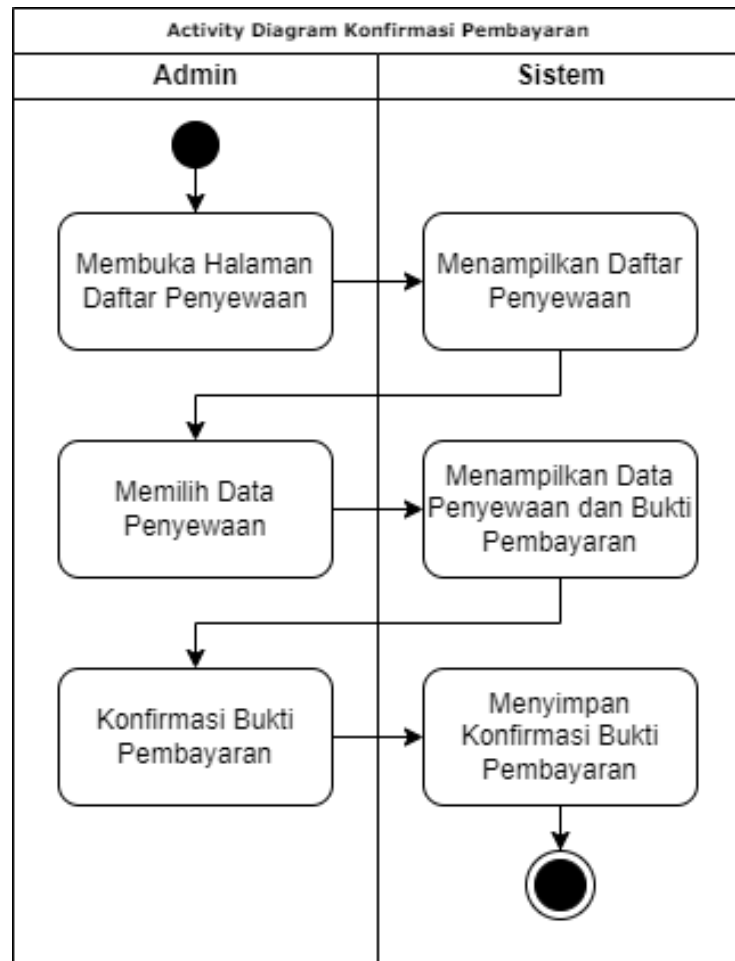 Activity Diagram Konfirmasi Pembayaran
Admin
Sistem
Membuka Halaman
Daftar Penyewaan
Menampilkan Daftar
Penyewaan
Memilih Data
Penyewaan
Menampilkan Data
Penyewaan dan Bukti
Pembayaran
Konfirmasi Bukti
Pembayaran
Menyimpan
Konfirmasi Bukti
Pembayaran